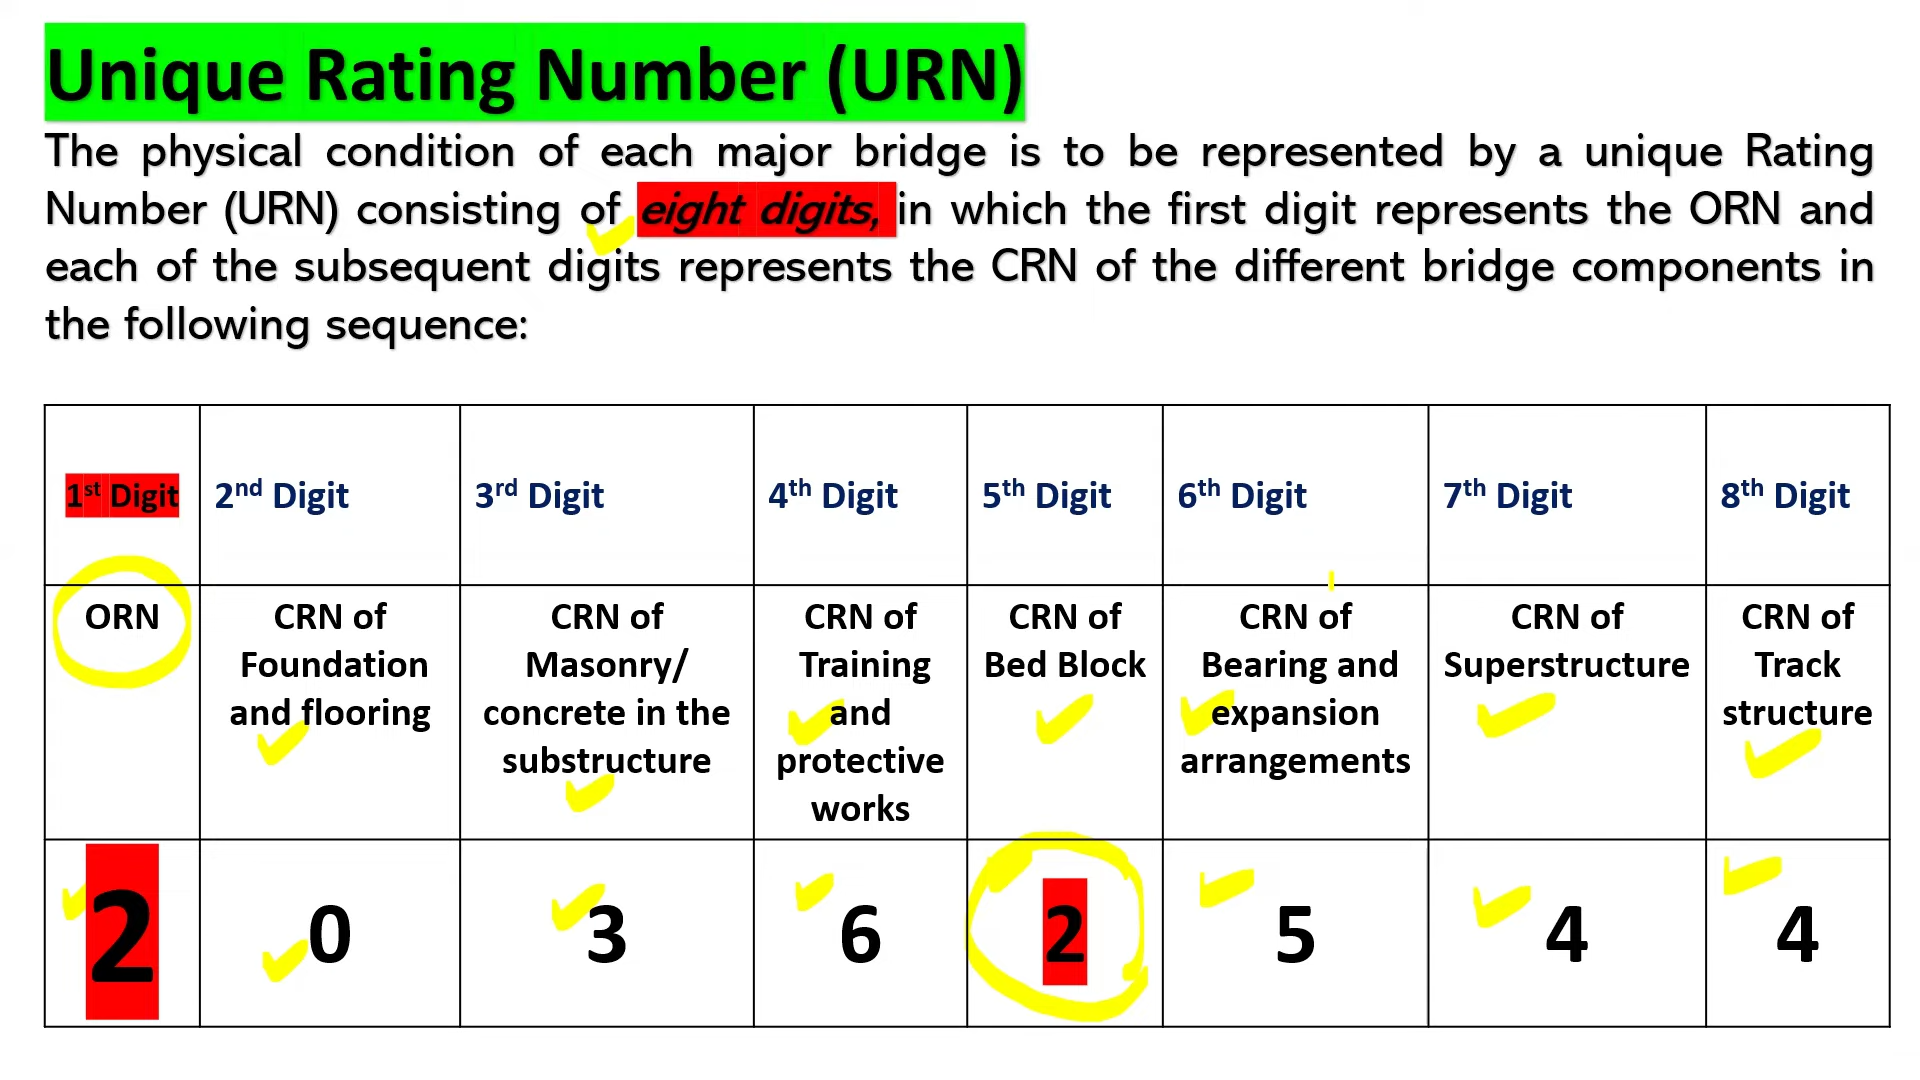 Unique Rating Number (URN)
The physical condition of each major bridge is to be represented by a unique Rating
Number (URN) consisting of eight digits, in which the first digit represents the ORN and
each of the subsequent digits represents the CRN of the different bridge components in
the following sequence:
1st Digit 2nd Digit 3rd Digit 4th Digit 5th Digit 6th Digit 7th Digit 8th Digit
ORN
CRN of
Foundation
and flooring
CRN of
Masonry/
concrete in the
substructure
CRN of
Training
and
protective
works
CRN of
Bed Block
CRN of
Bearing and
expansion
arrangements
CRN of
Superstructure
CRN of
Track
structure
2 0 3 6 2 5 4 4